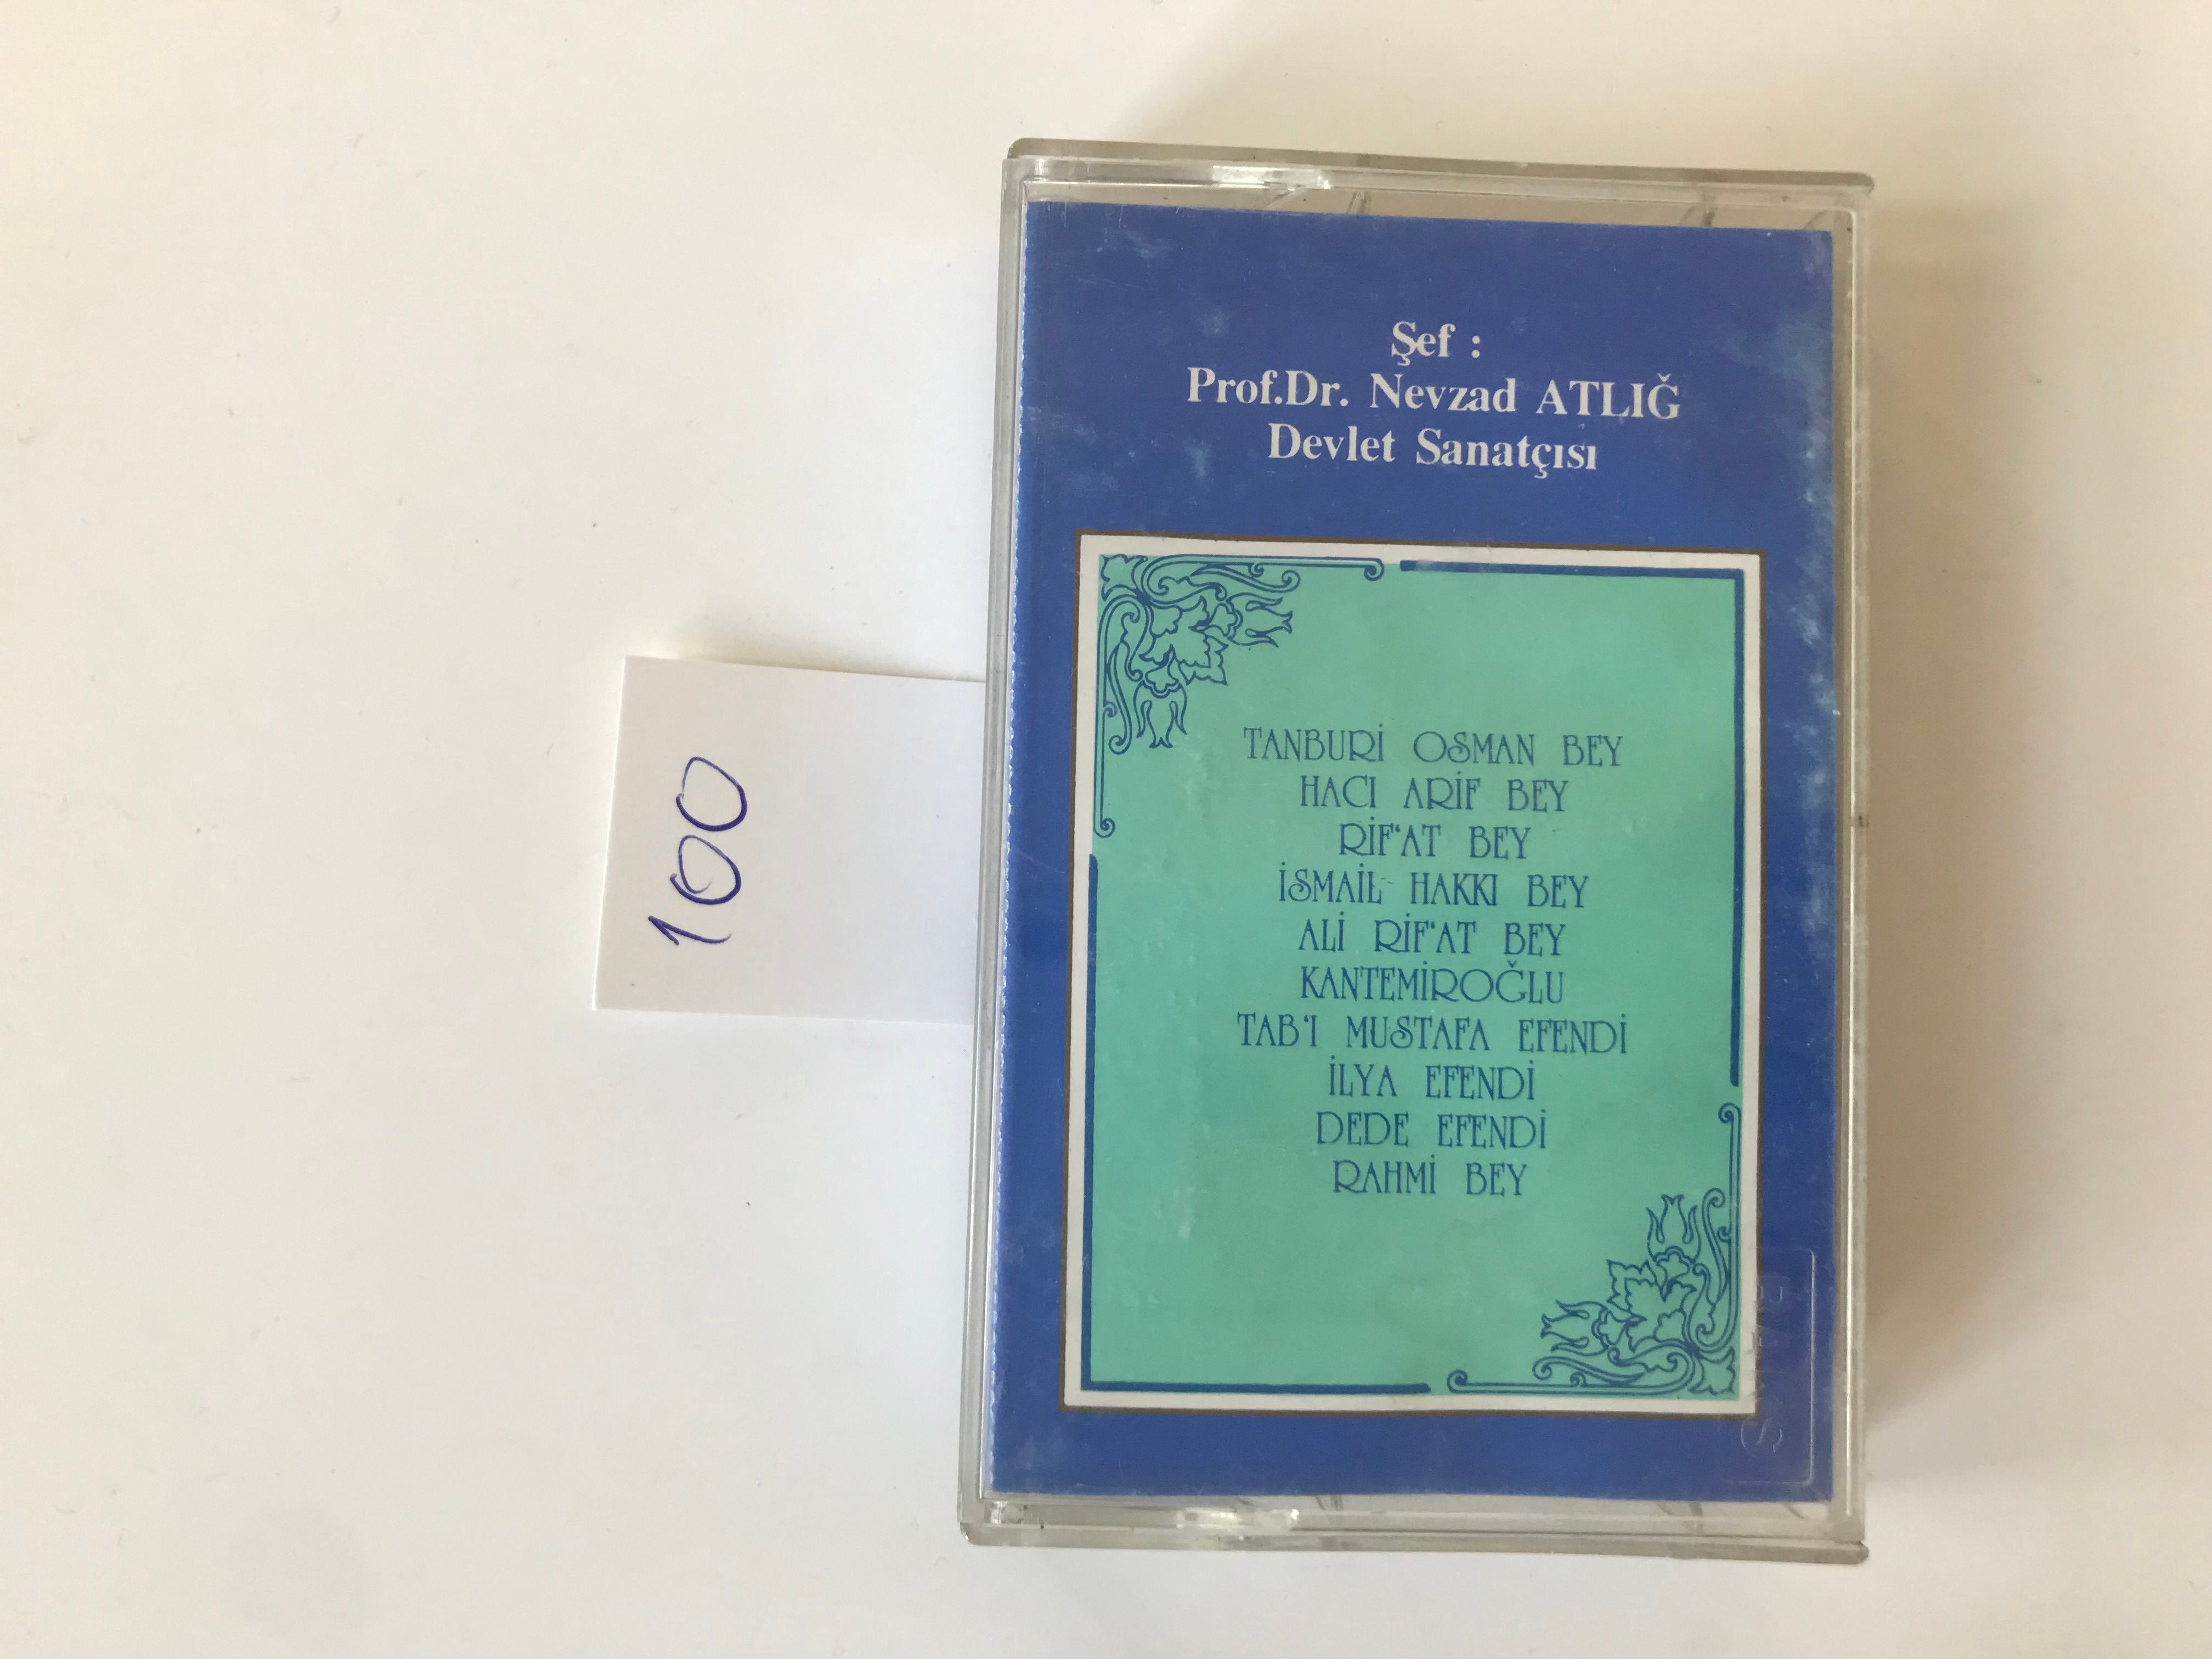 Şef :
Prof.Dr. Nevzad ATLIĞ
Devlet Sanatçısı
TANBURİ OSMAN BEY
HACI ARİF BEY
RİF'AT BEY
İSMAİL HAKKI BEY
ALİ RİF'AT BEY
KANTEMİROĞLU
TAB'I MUSTAFA EFENDİ
İLYA EFENDİ
DEDE EFENDİ
RAHMİ BEY
100